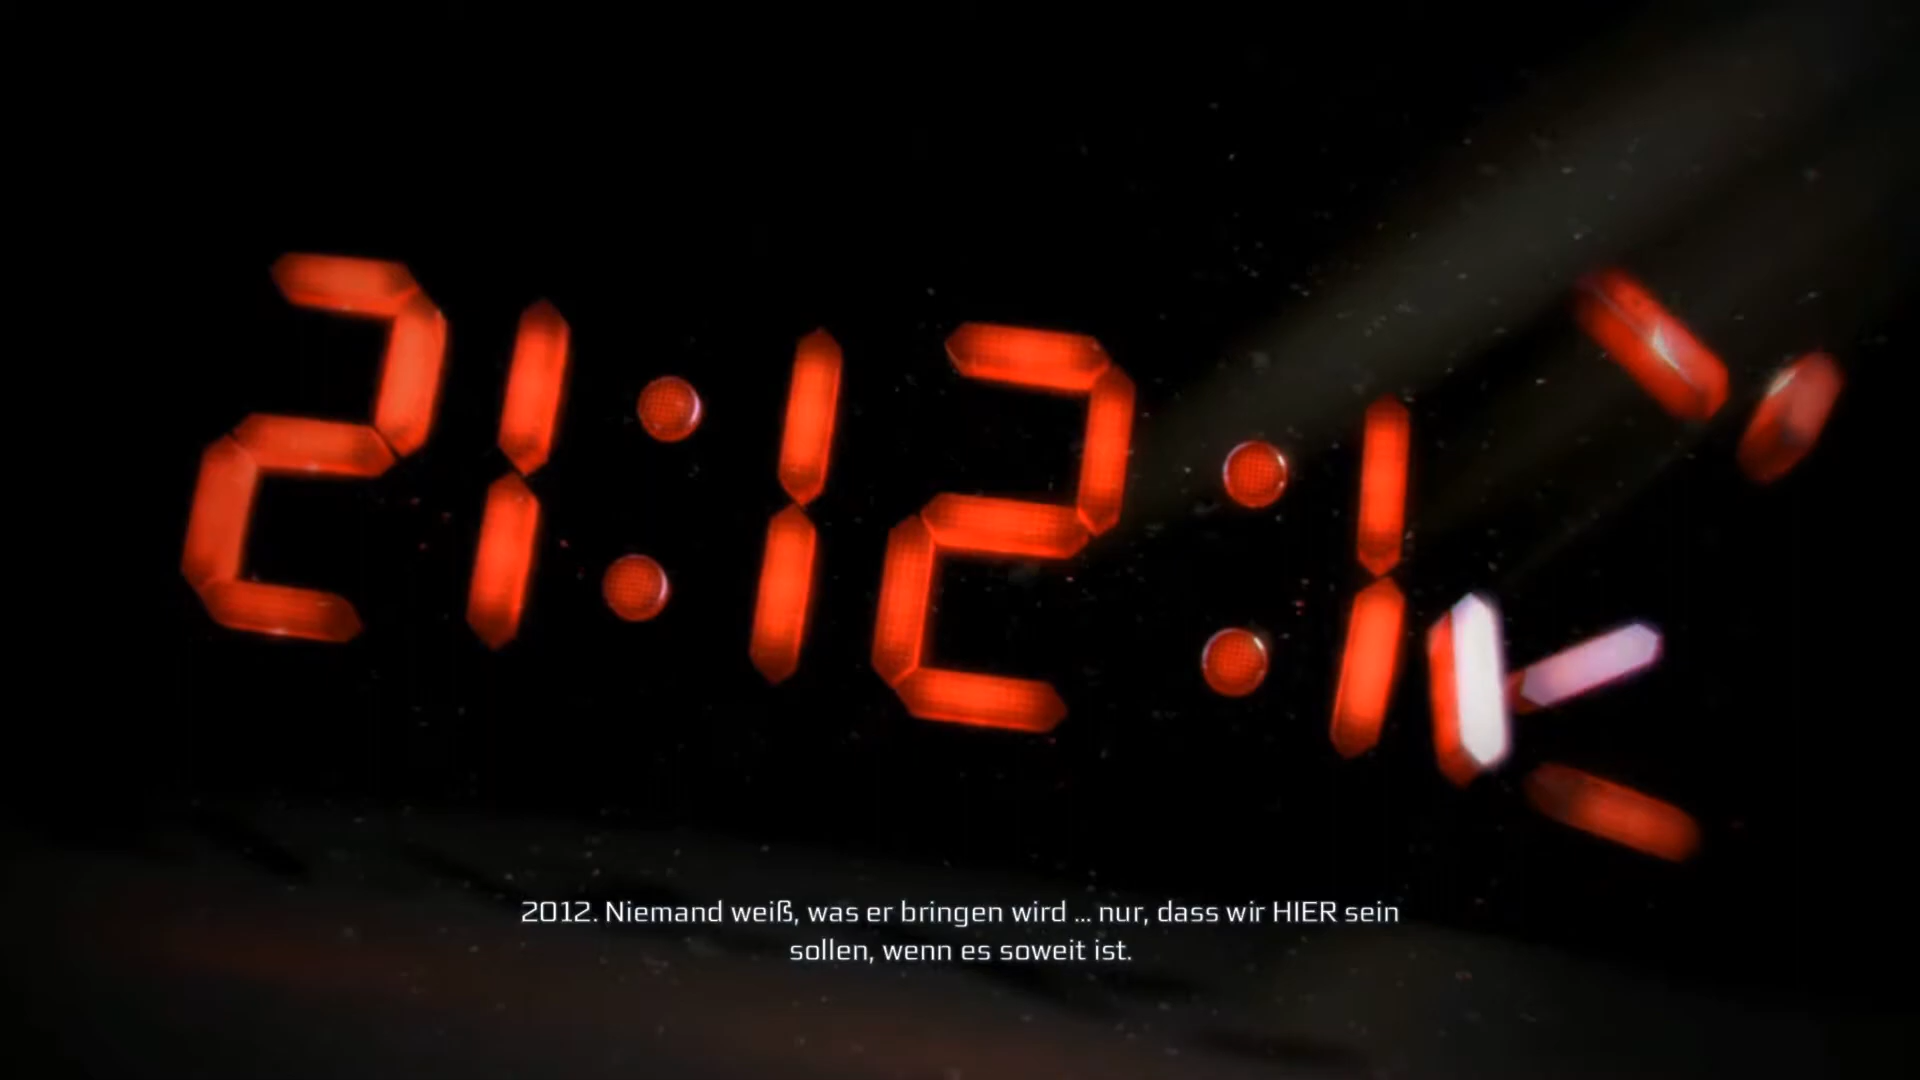 21:12:1
2012. Niemand weiß, was er bringen wird ... nur, dass wir HIER sein
sollen, wenn es soweit ist.